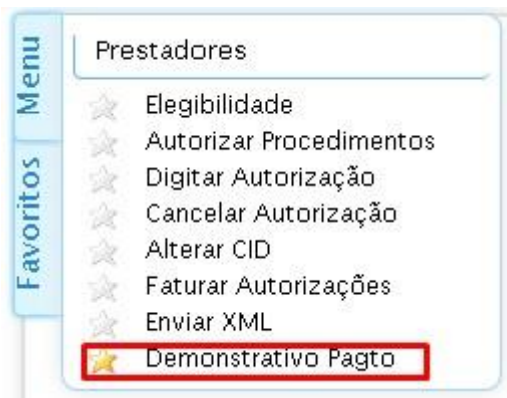 Menu
Favoritos
Prestadores
Elegibilidade
Autorizar Procedimentos
Digitar Autorização
Cancelar Autorização
Alterar CID
Faturar Autorizações
Enviar XML
Demonstrativo Pagto